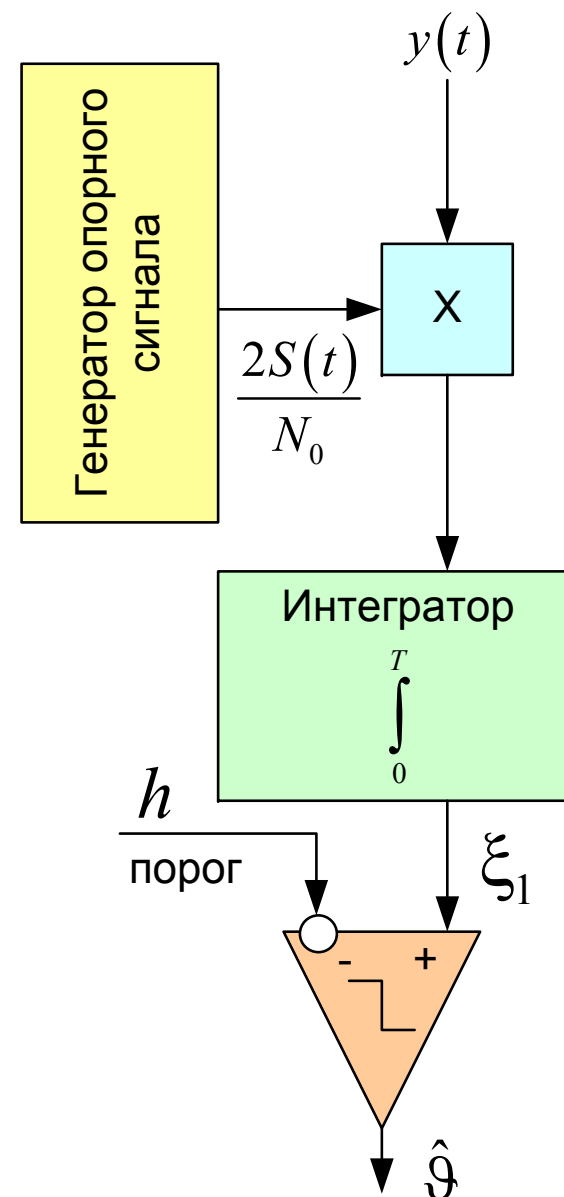 y(t)
Генератор опорного
сигнала
X
2S(t)
N₀
Интегратор
T
∫
0
h
порог
ξ₁
- +
ϑ̂